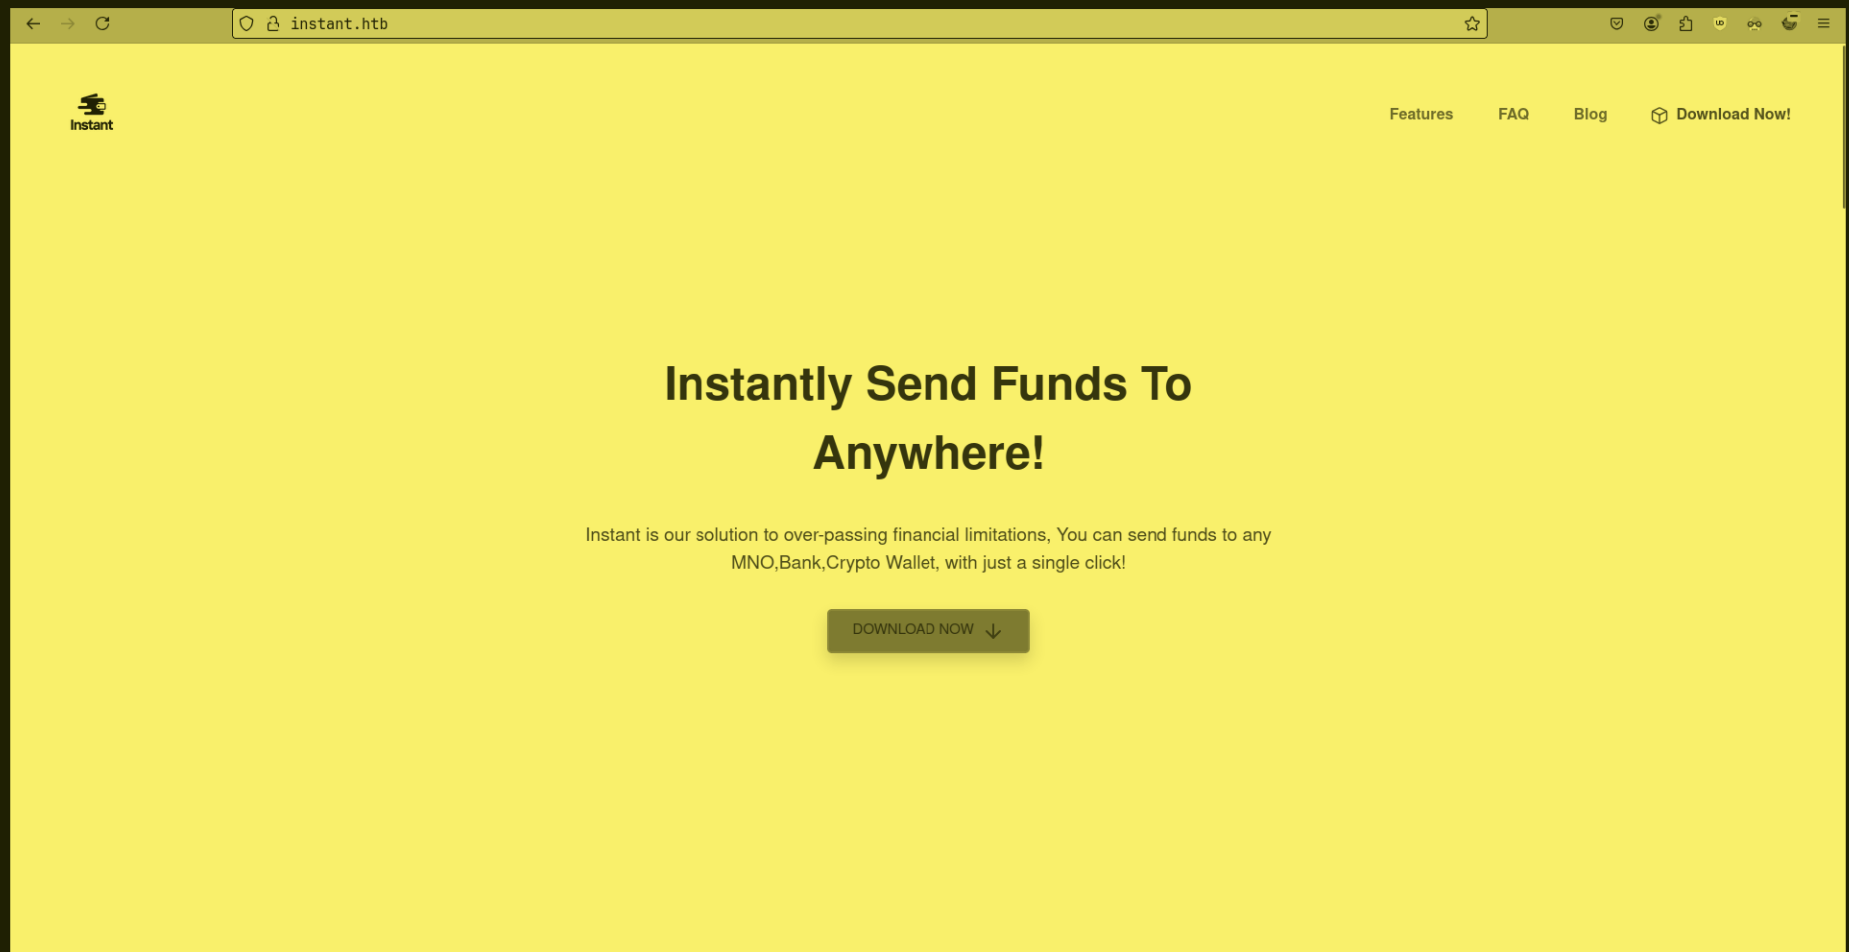 instant.htb
Instant
Features
FAQ
Blog
Download Now!
Instantly Send Funds To
Anywhere!
Instant is our solution to over-passing financial limitations, You can send funds to any
MNO,Bank,Crypto Wallet, with just a single click!
DOWNLOAD NOW